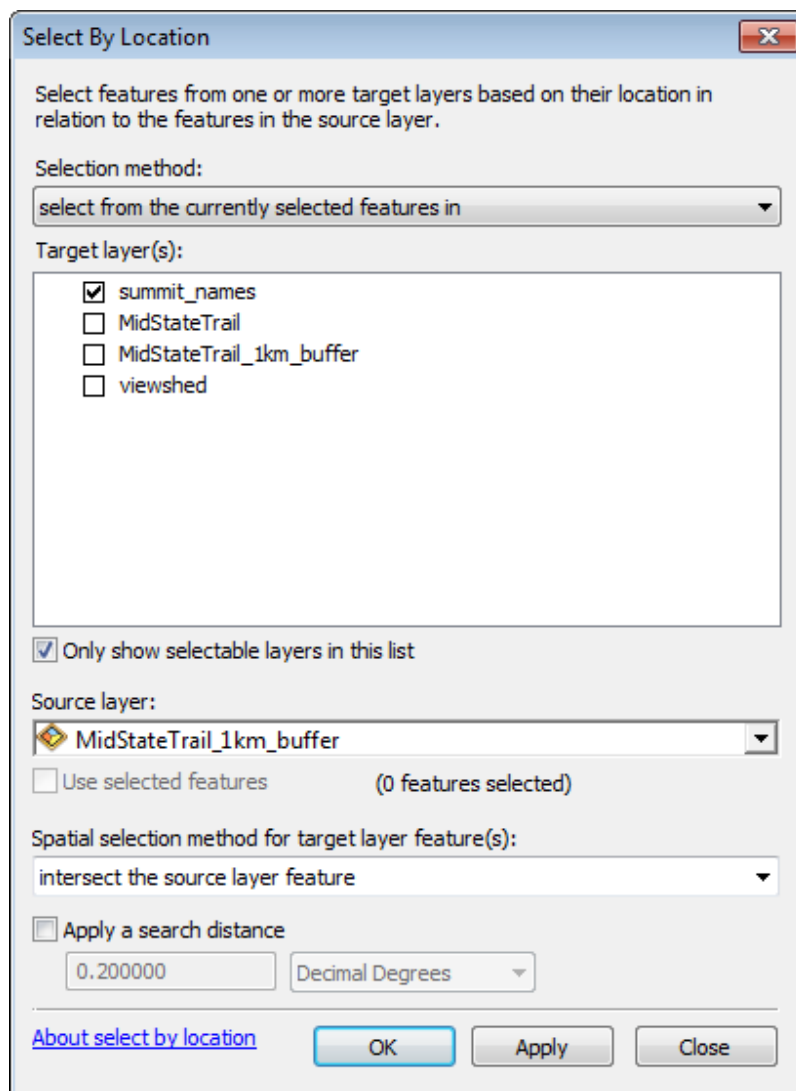 Select By Location
Select features from one or more target layers based on their location in
relation to the features in the source layer.
Selection method:
select from the currently selected features in
Target layer(s):
summit_names
MidStateTrail
MidStateTrail_1km_buffer
viewshed
Only show selectable layers in this list
Source layer:
MidStateTrail_1km_buffer
Use selected features (0 features selected)
Spatial selection method for target layer feature(s):
intersect the source layer feature
Apply a search distance
0.200000 Decimal Degrees
About select by location OK Apply Close